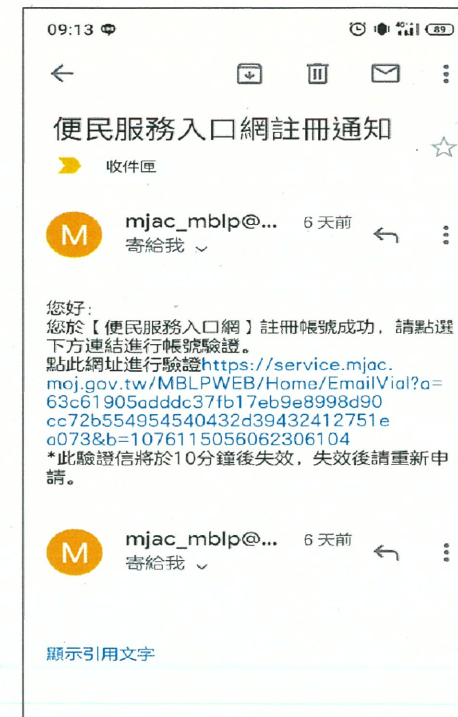 09:13
4G+
89
便民服務入口網註冊通知
收件匣
M
mjac_mblp@... 6 天前
寄給我
您好:
您於【便民服務入口網】註冊帳號成功, 請點選
下方連結進行帳號驗證。
點此網址進行驗證https://service.mjac.
moj.gov.tw/MBLPWEB/Home/EmailVial?a=
63c61905adddc37fb17eb9e8998d90
cc72b554954540432d39432412751e
a073&b=1076115056062306104
*此驗證信將於10分鐘後失效, 失效後請重新申
請。
M
mjac_mblp@... 6 天前
寄給我
顯示引用文字